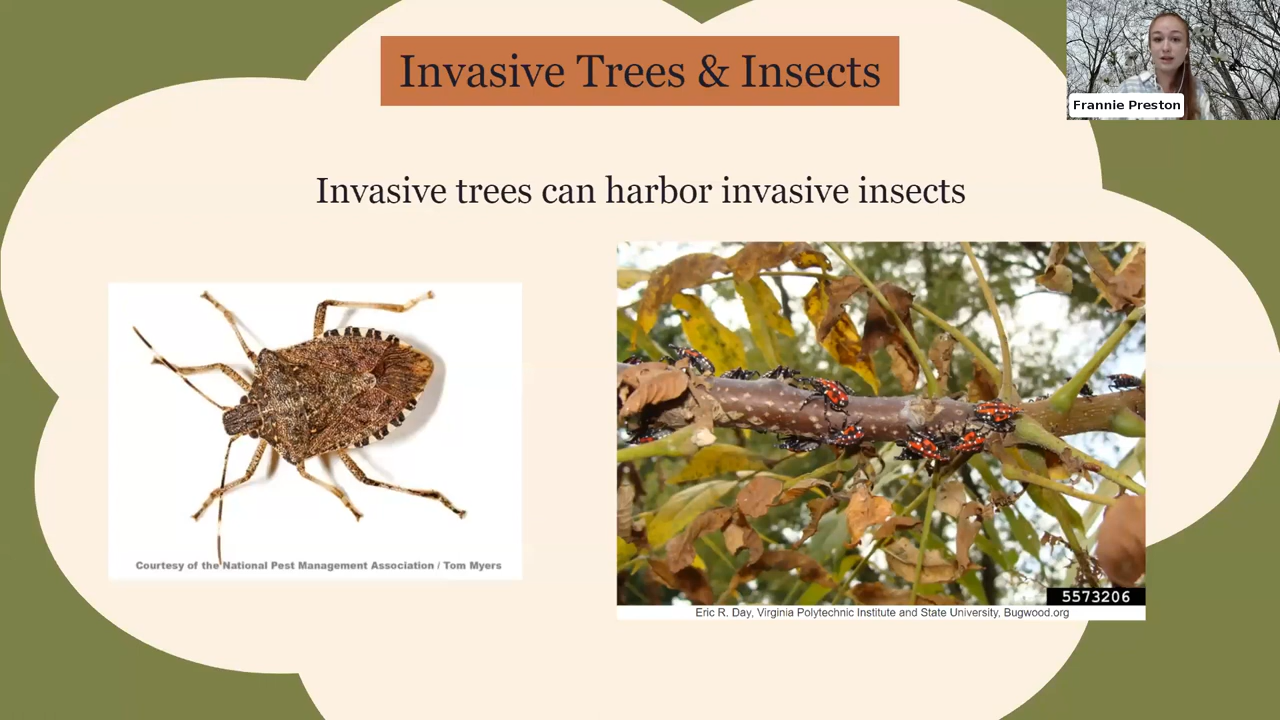 Invasive Trees & Insects
Frannie Preston
Invasive trees can harbor invasive insects
Courtesy of the National Pest Management Association / Tom Myers
5573206
Eric R. Day, Virginia Polytechnic Institute and State University, Bugwood.org